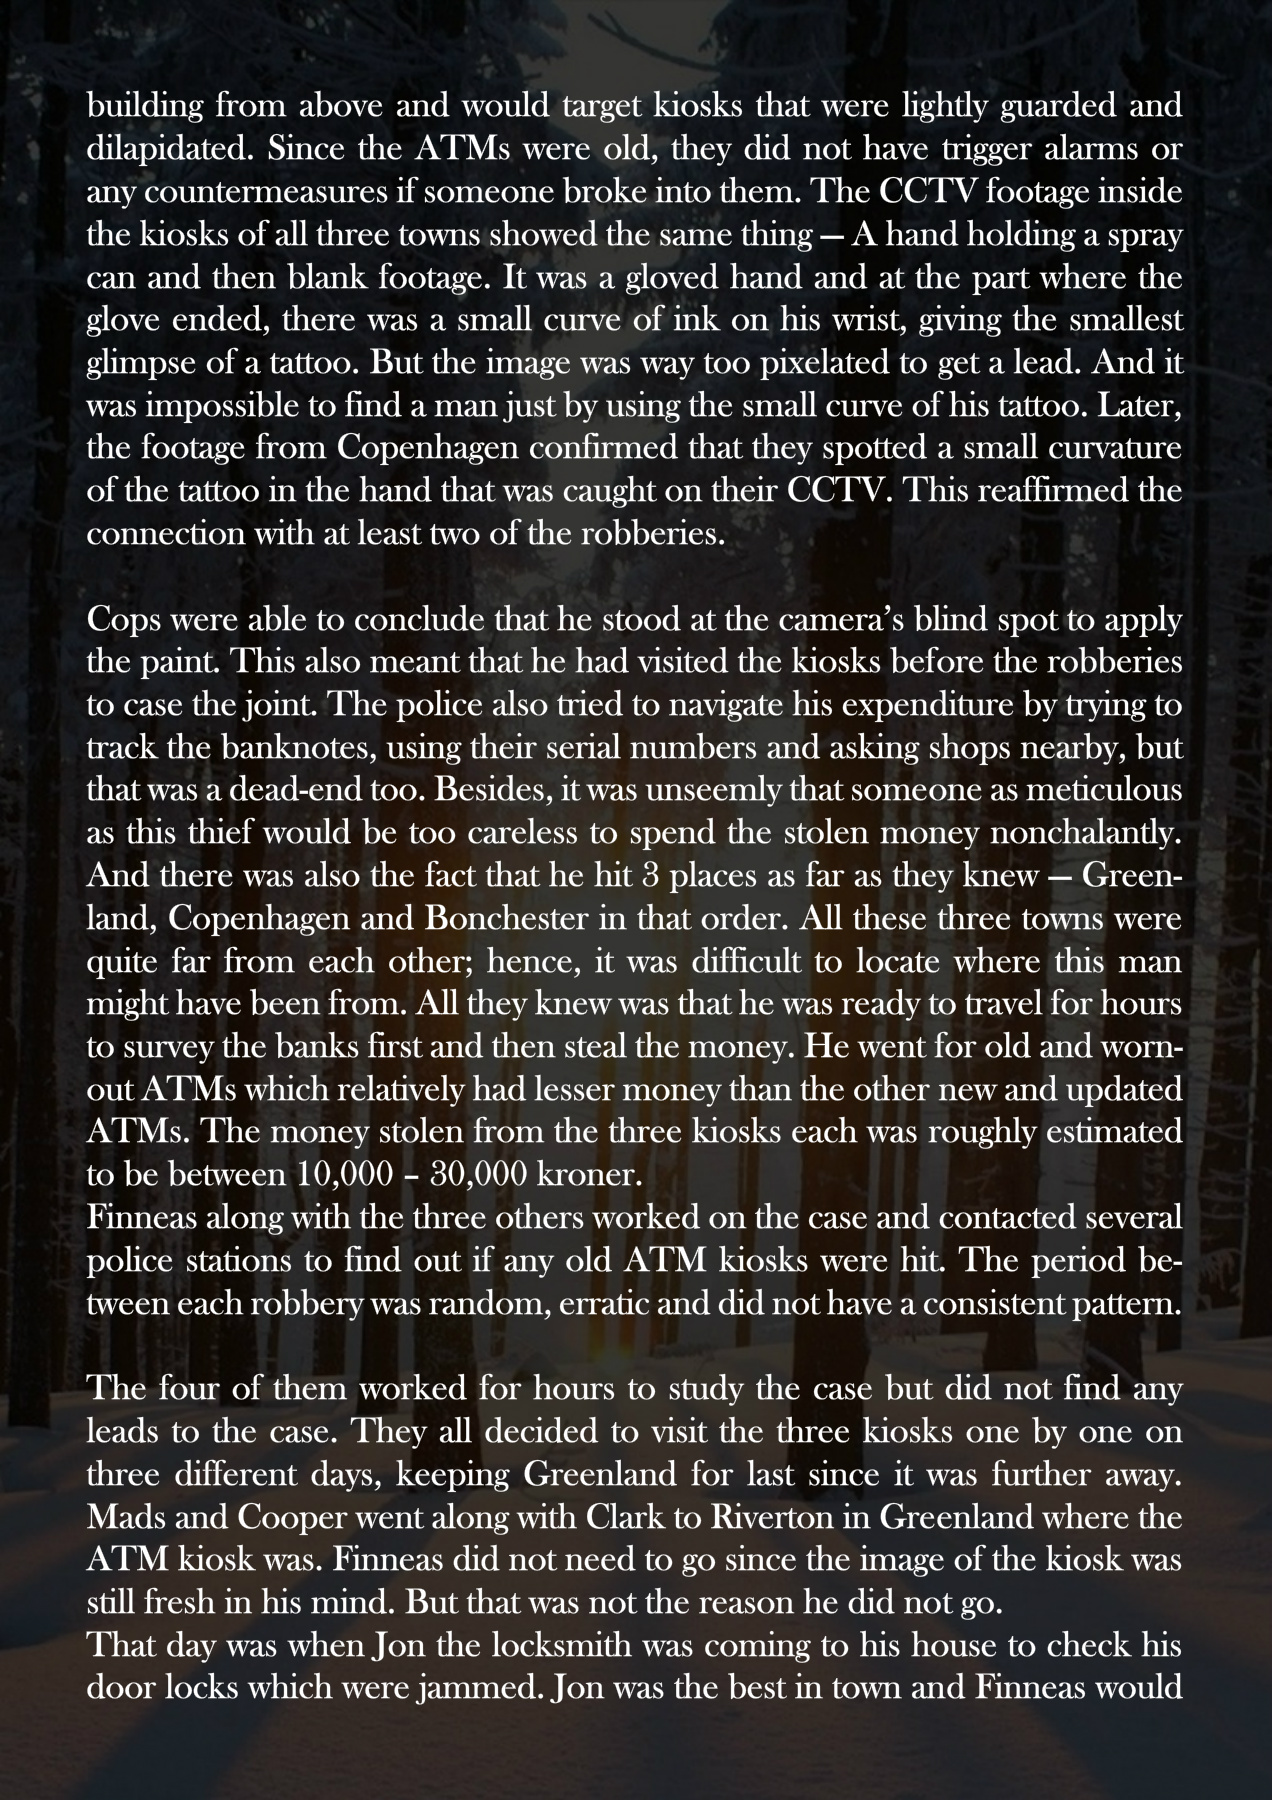 building from above and would target kiosks that were lightly guarded and
dilapidated. Since the ATMs were old, they did not have trigger alarms or
any countermeasures if someone broke into them. The CCTV footage inside
the kiosks of all three towns showed the same thing — A hand holding a spray
can and then blank footage. It was a gloved hand and at the part where the
glove ended, there was a small curve of ink on his wrist, giving the smallest
glimpse of a tattoo. But the image was way too pixelated to get a lead. And it
was impossible to find a man just by using the small curve of his tattoo. Later,
the footage from Copenhagen confirmed that they spotted a small curvature
of the tattoo in the hand that was caught on their CCTV. This reaffirmed the
connection with at least two of the robberies.
Cops were able to conclude that he stood at the camera’s blind spot to apply
the paint. This also meant that he had visited the kiosks before the robberies
to case the joint. The police also tried to navigate his expenditure by trying to
track the banknotes, using their serial numbers and asking shops nearby, but
that was a dead-end too. Besides, it was unseemly that someone as meticulous
as this thief would be too careless to spend the stolen money nonchalantly.
And there was also the fact that he hit 3 places as far as they knew — Green-
land, Copenhagen and Bonchester in that order. All these three towns were
quite far from each other; hence, it was difficult to locate where this man
might have been from. All they knew was that he was ready to travel for hours
to survey the banks first and then steal the money. He went for old and worn-
out ATMs which relatively had lesser money than the other new and updated
ATMs. The money stolen from the three kiosks each was roughly estimated
to be between 10,000 – 30,000 kroner.
Finneas along with the three others worked on the case and contacted several
police stations to find out if any old ATM kiosks were hit. The period be-
tween each robbery was random, erratic and did not have a consistent pattern.
The four of them worked for hours to study the case but did not find any
leads to the case. They all decided to visit the three kiosks one by one on
three different days, keeping Greenland for last since it was further away.
Mads and Cooper went along with Clark to Riverton in Greenland where the
ATM kiosk was. Finneas did not need to go since the image of the kiosk was
still fresh in his mind. But that was not the reason he did not go.
That day was when Jon the locksmith was coming to his house to check his
door locks which were jammed. Jon was the best in town and Finneas would